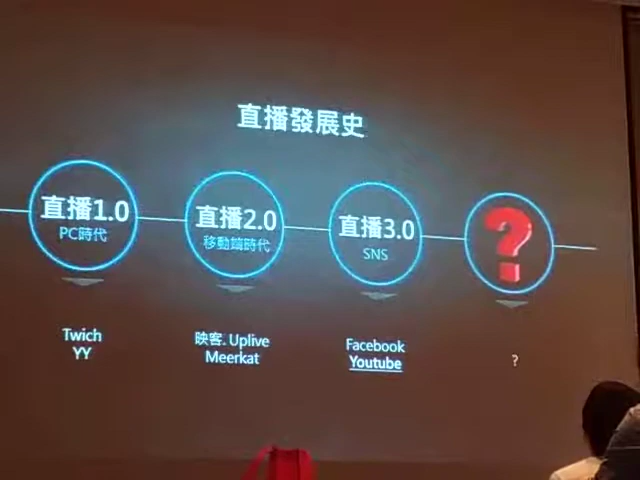 直播發展史
直播1.0
PC時代
直播2.0
移動端時代
直播3.0
SNS
?
Twich
YY
映客. Uplive
Meerkat
Facebook
Youtube
?